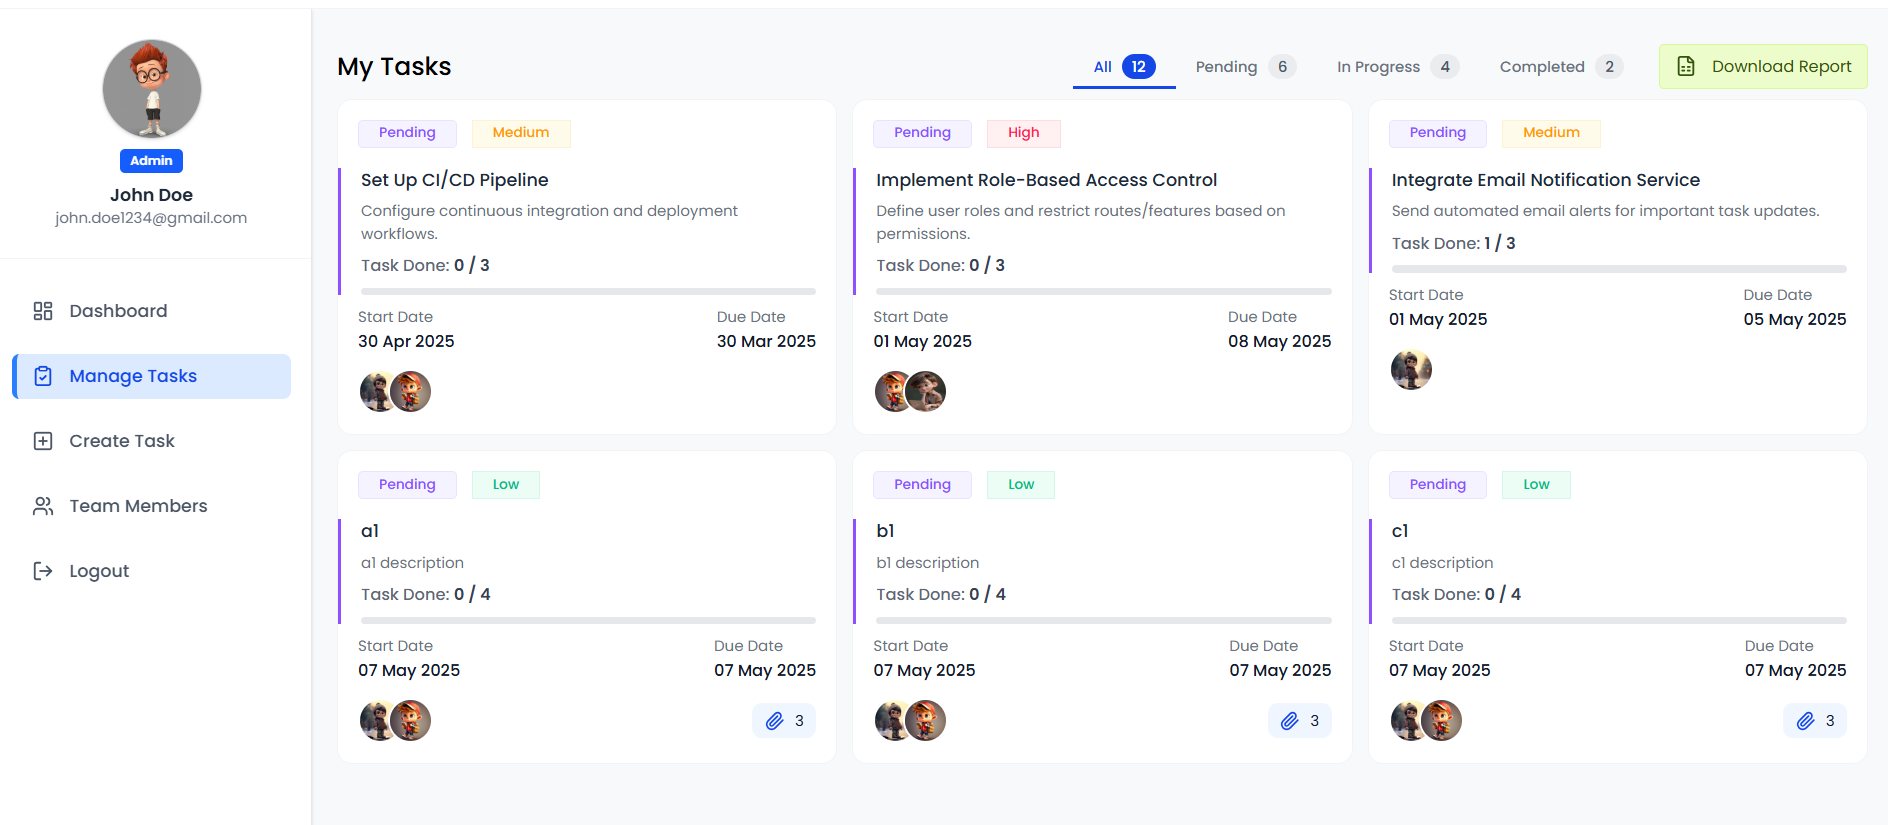 Admin
John Doe
john.doe1234@gmail.com
Dashboard
Manage Tasks
Create Task
Team Members
Logout
My Tasks
All 12 Pending 6 In Progress 4 Completed 2 Download Report
Pending Medium
Set Up CI/CD Pipeline
Configure continuous integration and deployment
workflows.
Task Done: 0 / 3
Start Date Due Date
30 Apr 2025 30 Mar 2025
Pending High
Implement Role-Based Access Control
Define user roles and restrict routes/features based on
permissions.
Task Done: 0 / 3
Start Date Due Date
01 May 2025 08 May 2025
Pending Medium
Integrate Email Notification Service
Send automated email alerts for important task updates.
Task Done: 1 / 3
Start Date Due Date
01 May 2025 05 May 2025
Pending Low
a1
a1 description
Task Done: 0 / 4
Start Date Due Date
07 May 2025 07 May 2025
3
Pending Low
b1
b1 description
Task Done: 0 / 4
Start Date Due Date
07 May 2025 07 May 2025
3
Pending Low
c1
c1 description
Task Done: 0 / 4
Start Date Due Date
07 May 2025 07 May 2025
3